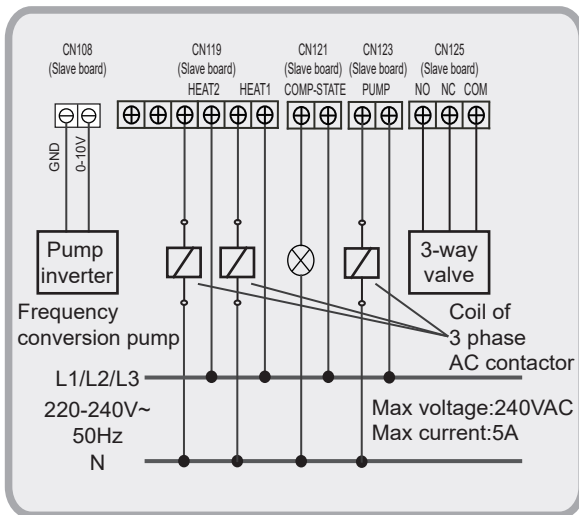 CN108 CN119 CN121 CN123 CN125
(Slave board) (Slave board) (Slave board) (Slave board) (Slave board)
HEAT2 HEAT1 COMP-STATE PUMP NO NC COM
GND
0-10V
Pump
inverter
3-way
valve
Frequency
conversion pump
Coil of
3 phase
AC contactor
L1/L2/L3
220-240V~
50Hz
N
Max voltage:240VAC
Max current:5A